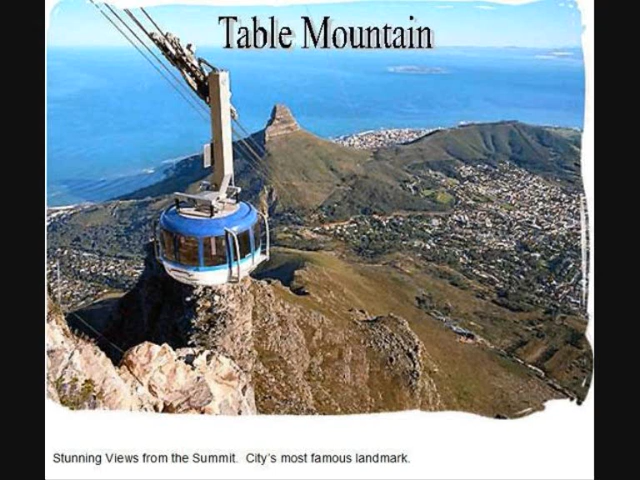 Table Mountain
Stunning Views from the Summit.  City's most famous landmark.